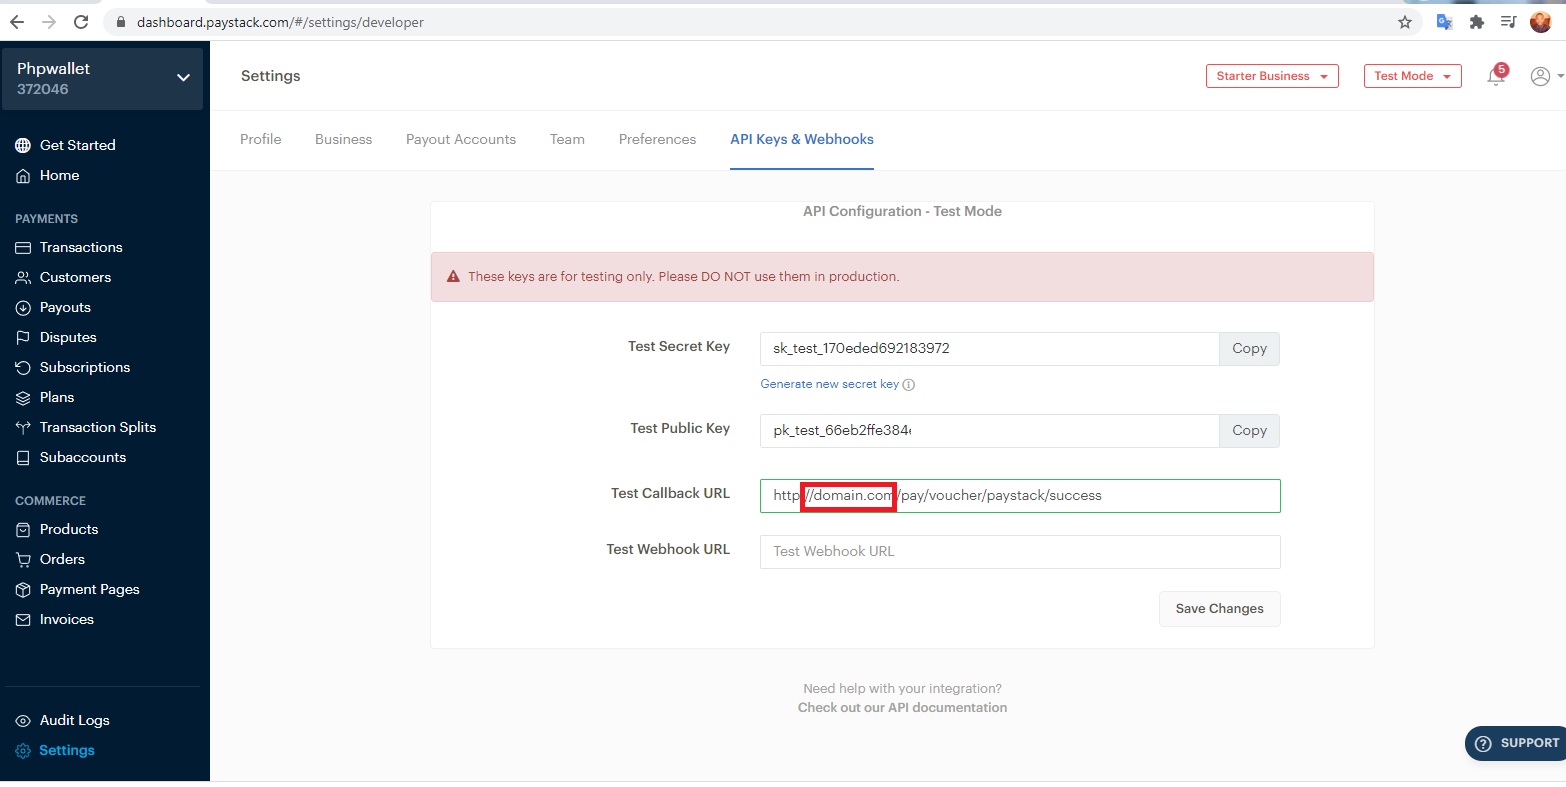 dashboard.paystack.com/#/settings/developer
Phpwallet
372046
Settings
Starter Business
Test Mode
5
Get Started
Home
PAYMENTS
Transactions
Customers
Payouts
Disputes
Subscriptions
Plans
Transaction Splits
Subaccounts
COMMERCE
Products
Orders
Payment Pages
Invoices
Audit Logs
Settings
Profile Business Payout Accounts Team Preferences API Keys & Webhooks
API Configuration - Test Mode
These keys are for testing only. Please DO NOT use them in production.
Test Secret Key sk_test_170eded692183972 Copy
Generate new secret key
Test Public Key pk_test_66eb2ffe384e Copy
Test Callback URL http://domain.com/pay/voucher/paystack/success
Test Webhook URL Test Webhook URL
Save Changes
Need help with your integration?
Check out our API documentation
SUPPORT